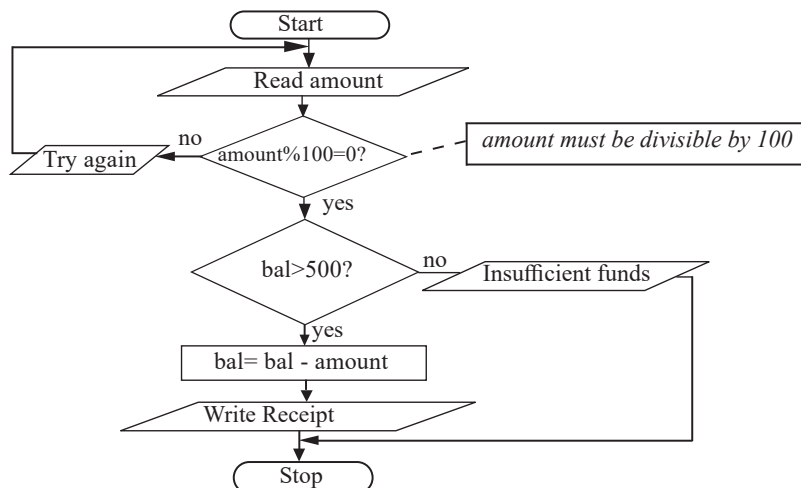 Start
Read amount
no
Try again
amount%100=0?
amount must be divisible by 100
yes
bal>500?
no
Insufficient funds
yes
bal= bal - amount
Write Receipt
Stop